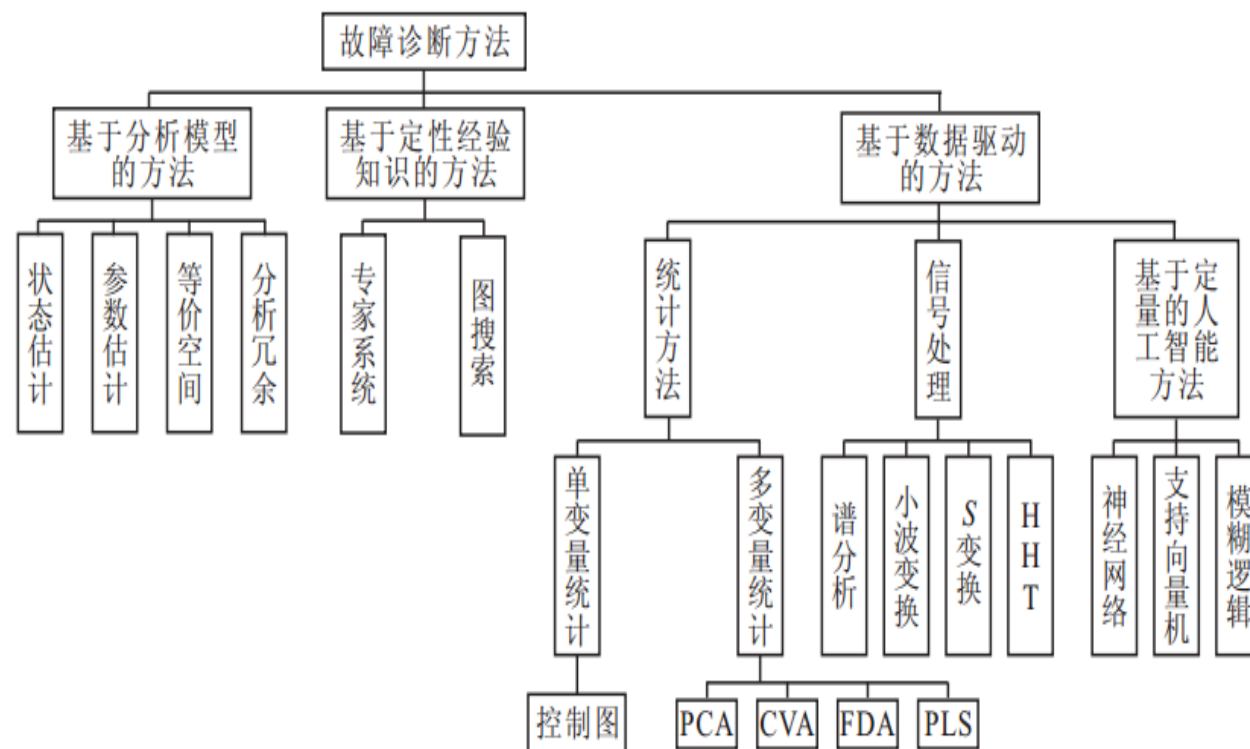 故障诊断方法
基于分析模型
的方法
基于定性经验
知识的方法
基于数据驱动
的方法
状态估计
参数估计
等价空间
分析冗余
专家系统
图搜索
统计方法
信号处理
基于定
量的人
工智能
方法
单变量统计
多变量统计
谱分析
小波变换
S变换
HHT
神经网络
支持向量机
模糊逻辑
控制图
PCA
CVA
FDA
PLS